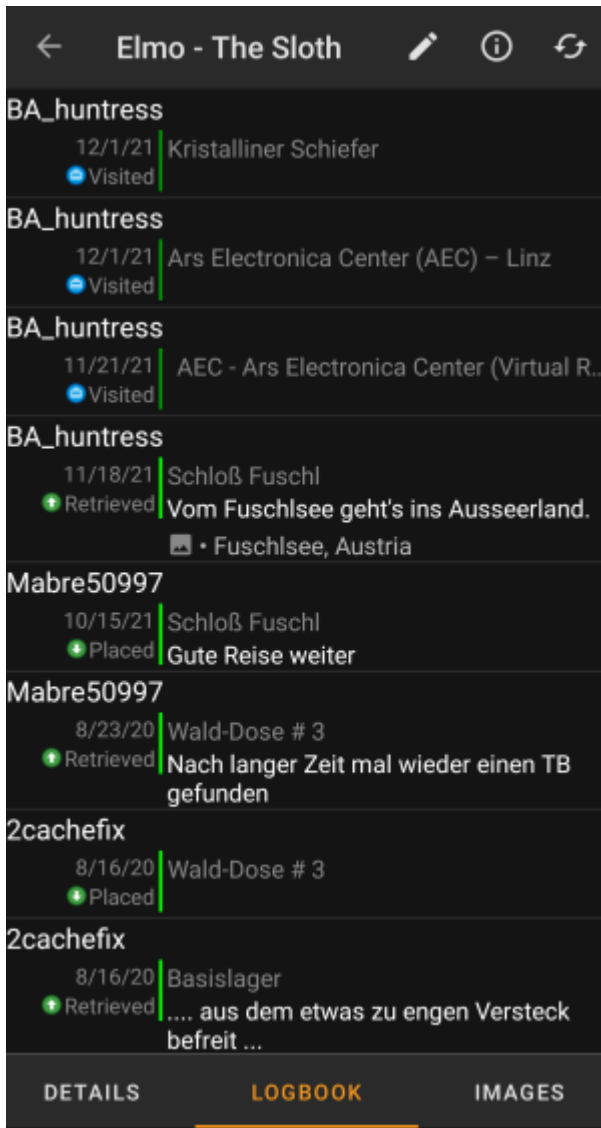 Elmo - The Sloth
BA_huntress
12/1/21 Kristalliner Schiefer
Visited
BA_huntress
12/1/21 Ars Electronica Center (AEC) – Linz
Visited
BA_huntress
11/21/21 AEC - Ars Electronica Center (Virtual R..
Visited
BA_huntress
11/18/21 Schloß Fuschl
Retrieved Vom Fuschlsee geht's ins Ausseerland.
• Fuschlsee, Austria
Mabre50997
10/15/21 Schloß Fuschl
Placed Gute Reise weiter
Mabre50997
8/23/20 Wald-Dose # 3
Retrieved Nach langer Zeit mal wieder einen TB
gefunden
2cachefix
8/16/20 Wald-Dose # 3
Placed
2cachefix
8/16/20 Basislager
Retrieved .... aus dem etwas zu engen Versteck
befreit ...
DETAILS LOGBOOK IMAGES